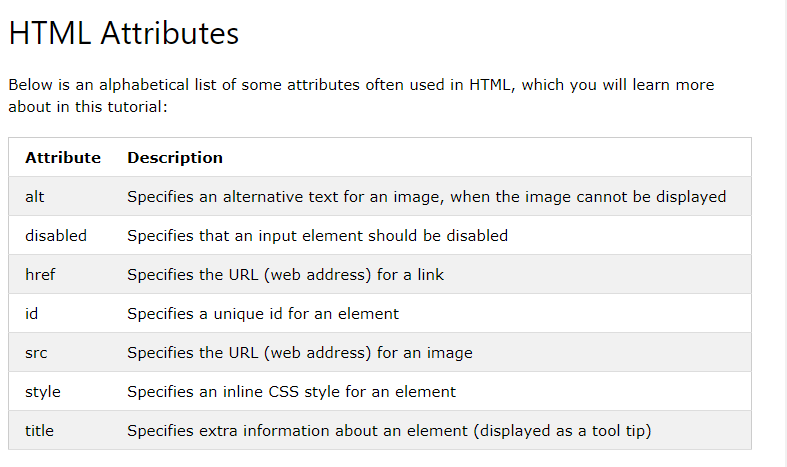 HTML Attributes
Below is an alphabetical list of some attributes often used in HTML, which you will learn more
about in this tutorial:
Attribute Description
alt Specifies an alternative text for an image, when the image cannot be displayed
disabled Specifies that an input element should be disabled
href Specifies the URL (web address) for a link
id Specifies a unique id for an element
src Specifies the URL (web address) for an image
style Specifies an inline CSS style for an element
title Specifies extra information about an element (displayed as a tool tip)